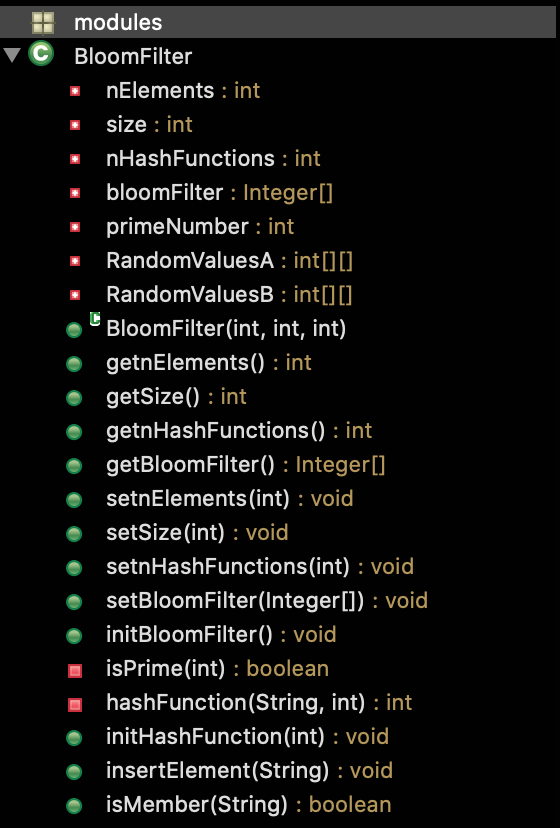 modules
C BloomFilter
nElements : int
size : int
nHashFunctions : int
bloomFilter : Integer[]
primeNumber : int
RandomValuesA : int[][]
RandomValuesB : int[][]
C BloomFilter(int, int, int)
getnElements() : int
getSize() : int
getnHashFunctions() : int
getBloomFilter() : Integer[]
setnElements(int) : void
setSize(int) : void
setnHashFunctions(int) : void
setBloomFilter(Integer[]) : void
initBloomFilter() : void
isPrime(int) : boolean
hashFunction(String, int) : int
initHashFunction(int) : void
insertElement(String) : void
isMember(String) : boolean